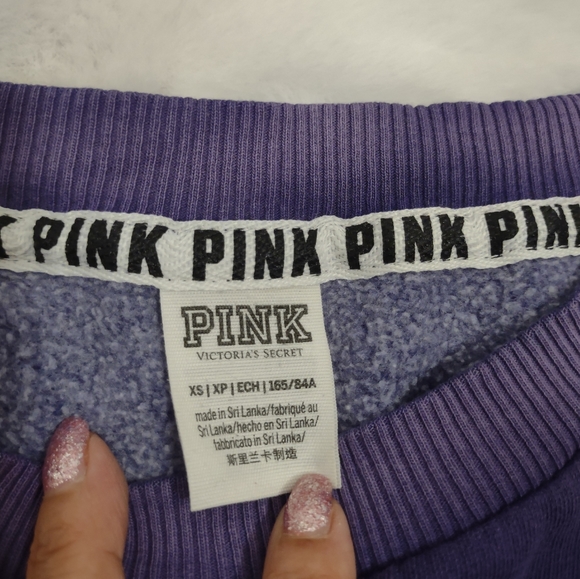 PINK PINK PINK PIN
PINK
VICTORIA'S SECRET
XS | XP | ECH | 165/84A
made in Sri Lanka/fabriqué au
Sri Lanka/hecho en Sri Lanka/
fabbricato in Sri Lanka/
斯里兰卡制造